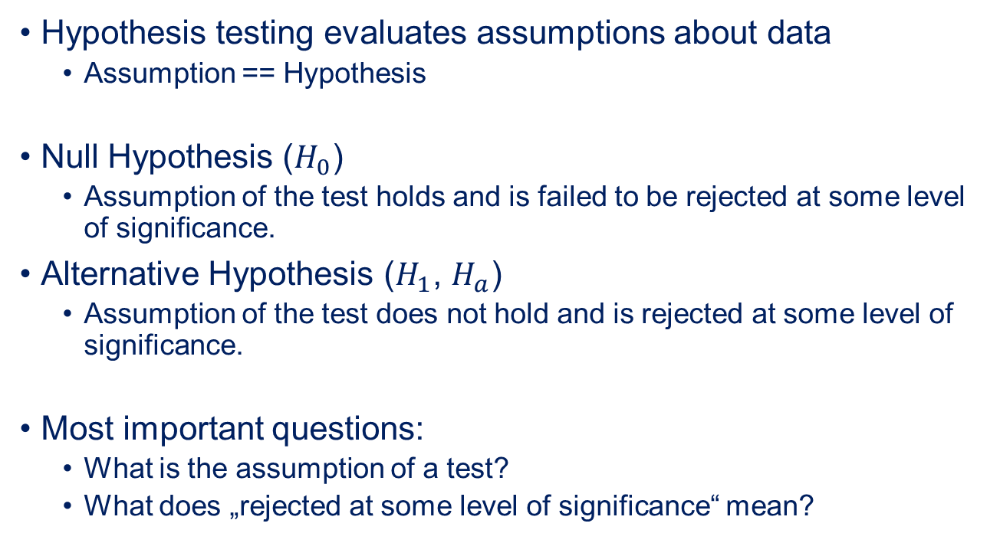 • Hypothesis testing evaluates assumptions about data
• Assumption == Hypothesis
• Null Hypothesis (𝐻₀)
• Assumption of the test holds and is failed to be rejected at some level
of significance.
• Alternative Hypothesis (𝐻₁, 𝐻ₐ)
• Assumption of the test does not hold and is rejected at some level of
significance.
• Most important questions:
• What is the assumption of a test?
• What does „rejected at some level of significance“ mean?